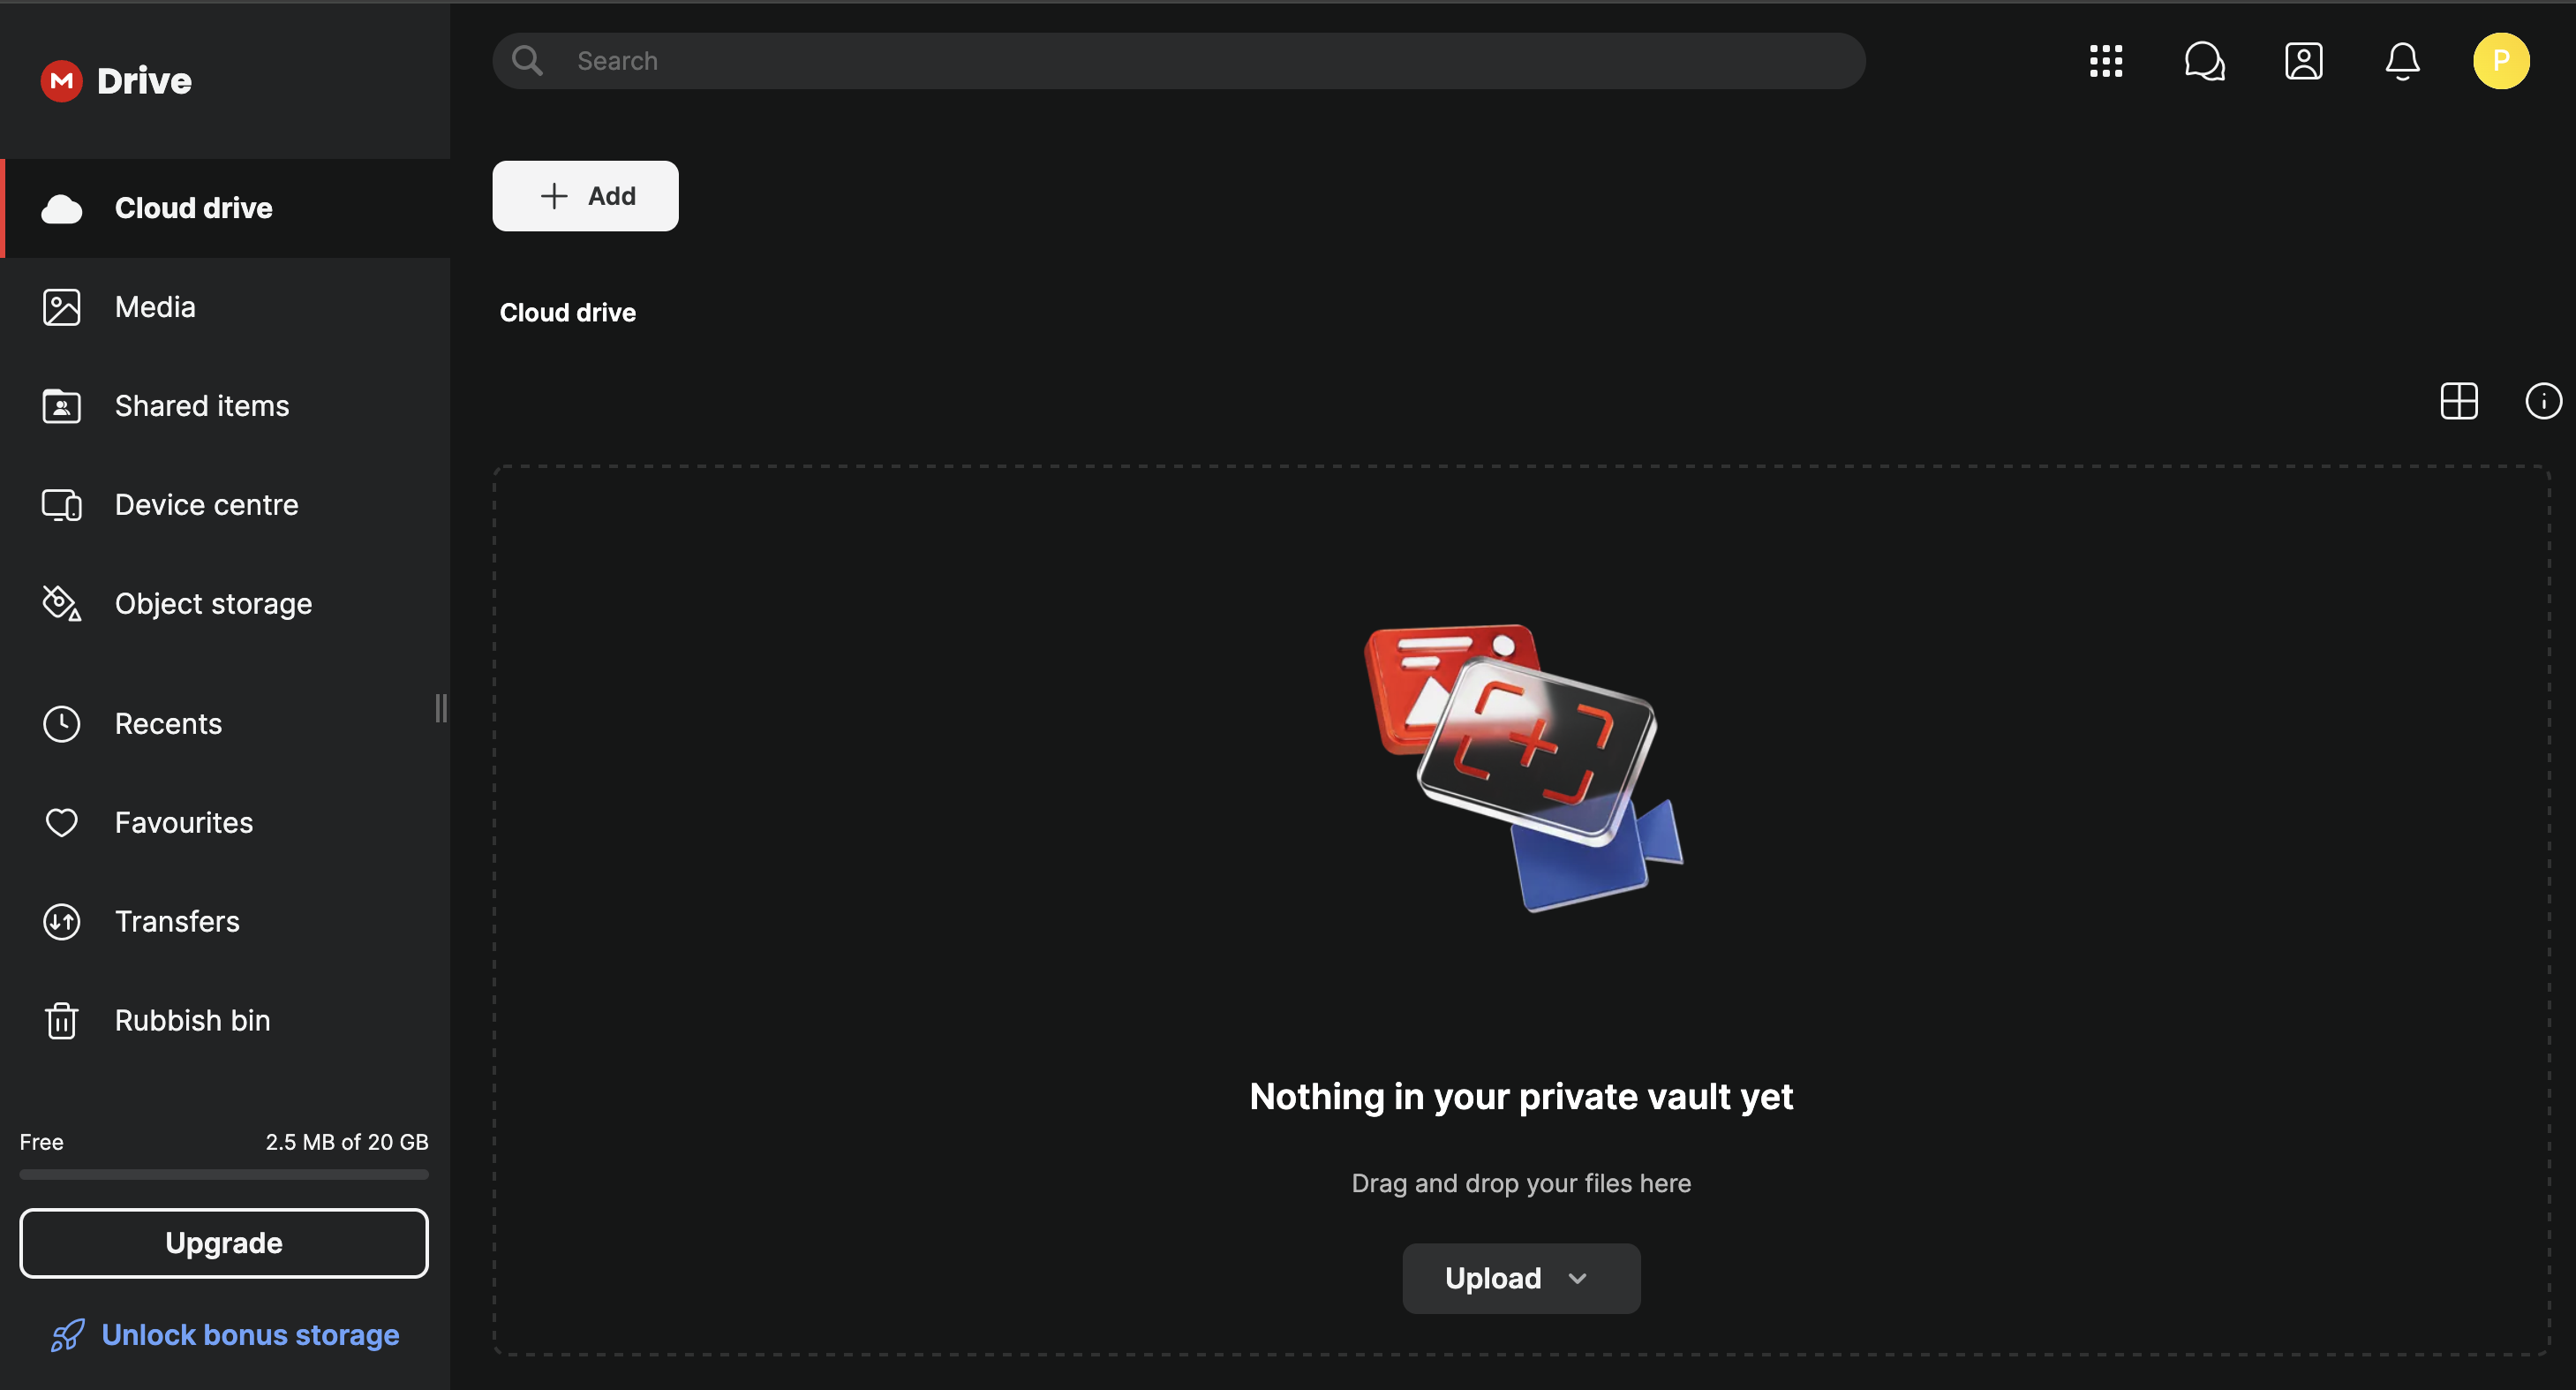 M Drive
Search
P
Cloud drive
Add
Media
Cloud drive
Shared items
Device centre
Object storage
Recents
Favourites
Transfers
Rubbish bin
Nothing in your private vault yet
Free 2.5 MB of 20 GB
Drag and drop your files here
Upgrade
Upload
Unlock bonus storage